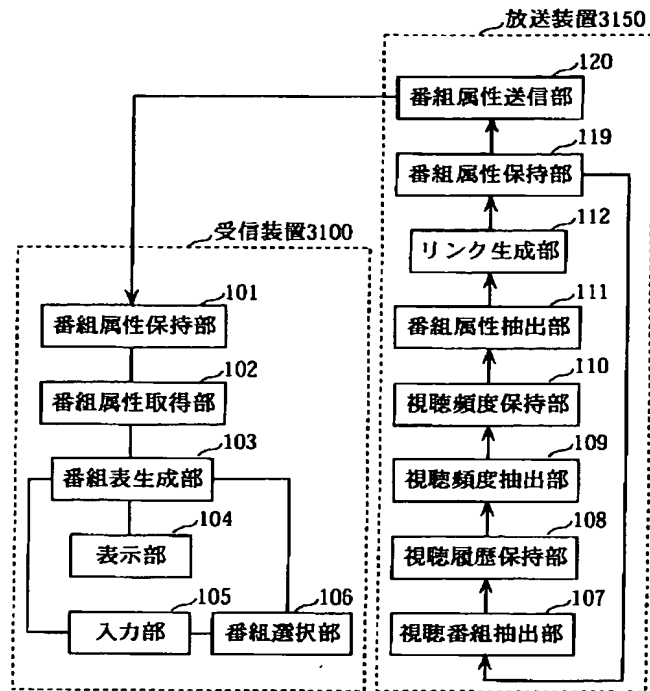 放送装置3150
120
番組属性送信部
119
番組属性保持部
112
リンク生成部
111
番組属性抽出部
110
視聴頻度保持部
109
視聴頻度抽出部
108
視聴履歴保持部
107
視聴番組抽出部
受信装置3100
101
番組属性保持部
102
番組属性取得部
103
番組表生成部
104
表示部
105
入力部
106
番組選択部